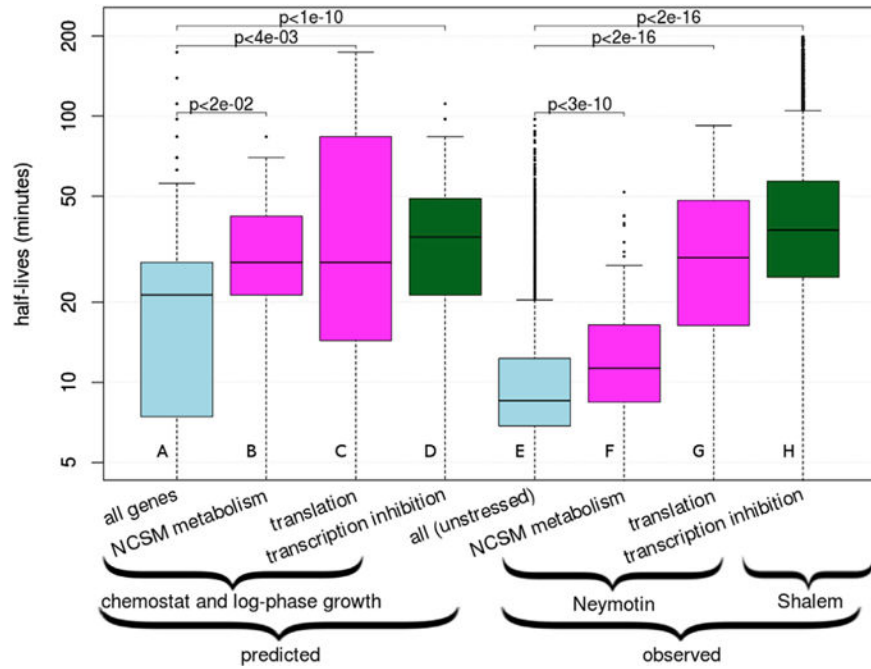 p<1e-10
p<2e-16
p<4e-03
p<2e-16
p<2e-02
p<3e-10
half-lives (minutes)
200
100
50
20
10
5
A
B
C
D
E
F
G
H
all genes
NCSM metabolism
translation
transcription inhibition
all (unstressed)
NCSM metabolism
translation
transcription inhibition
chemostat and log-phase growth
Neymotin
Shalem
predicted
observed